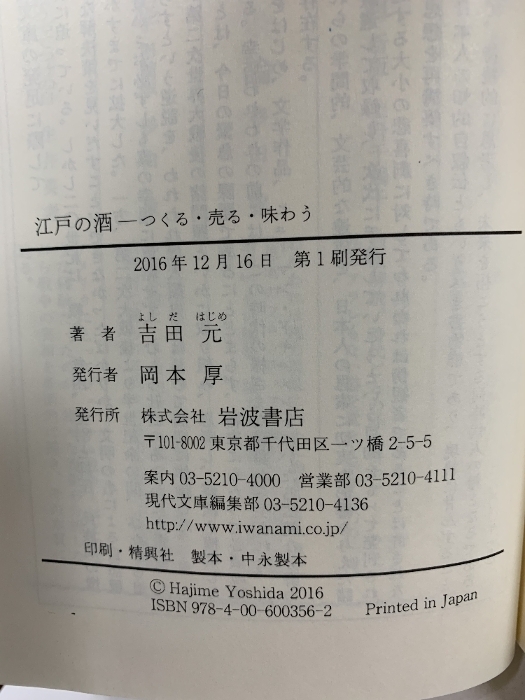 江戸の酒―つくる・売る・味わう
2016年12月16日 第1刷発行
よしだ はじめ
著者 吉田元
発行者 岡本厚
発行所 株式会社 岩波書店
〒101-8002 東京都千代田区一ツ橋2-5-5
案内 03-5210-4000 営業部 03-5210-4111
現代文庫編集部 03-5210-4136
http://www.iwanami.co.jp/
印刷・精興社 製本・中永製本
© Hajime Yoshida 2016
ISBN 978-4-00-600356-2 Printed in Japan